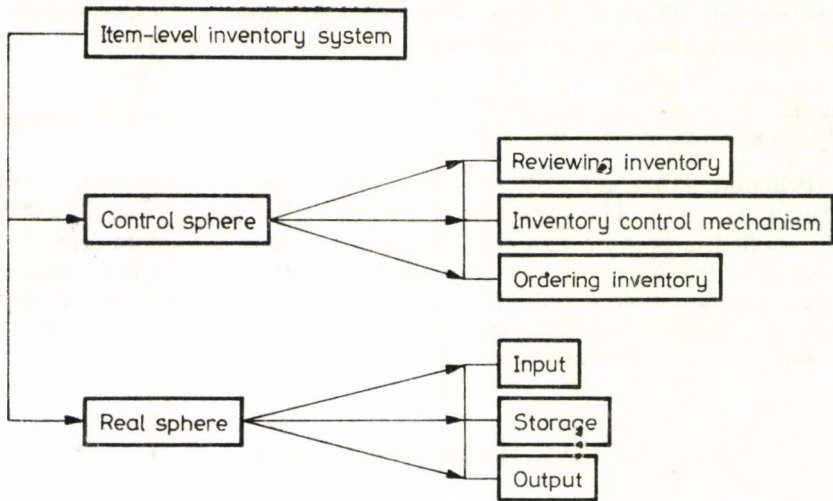 Item-level inventory system
Control sphere
Reviewing inventory
Inventory control mechanism
Ordering inventory
Real sphere
Input
Storage
Output